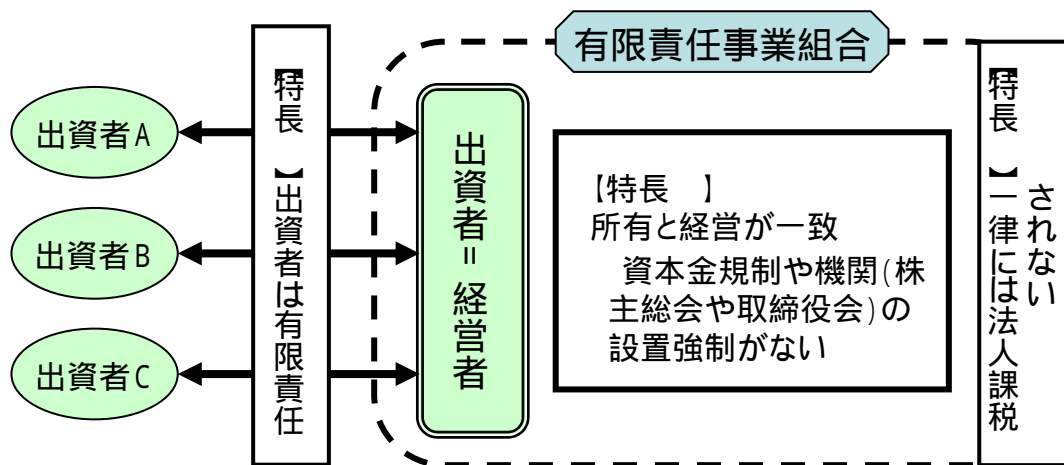 有限責任事業組合
出資者A
出資者B
出資者C
【特長 】出資者は有限責任
出資者=経営者
【特長 】
所有と経営が一致
資本金規制や機関(株
主総会や取締役会)の
設置強制がない
【特長 】一律には法人課税
されない